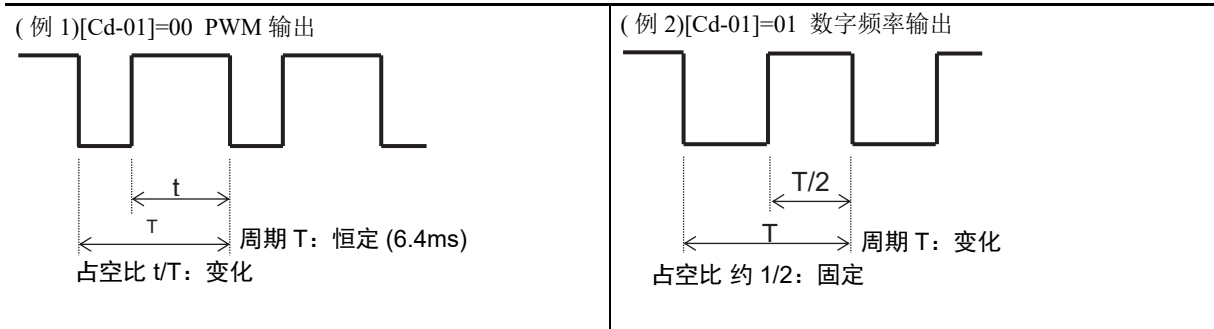 ( 例 1)[Cd-01]=00 PWM 输出
t
T
周期 T：恒定 (6.4ms)
占空比 t/T：变化
( 例 2)[Cd-01]=01 数字频率输出
T/2
T
周期 T：变化
占空比 约 1/2：固定